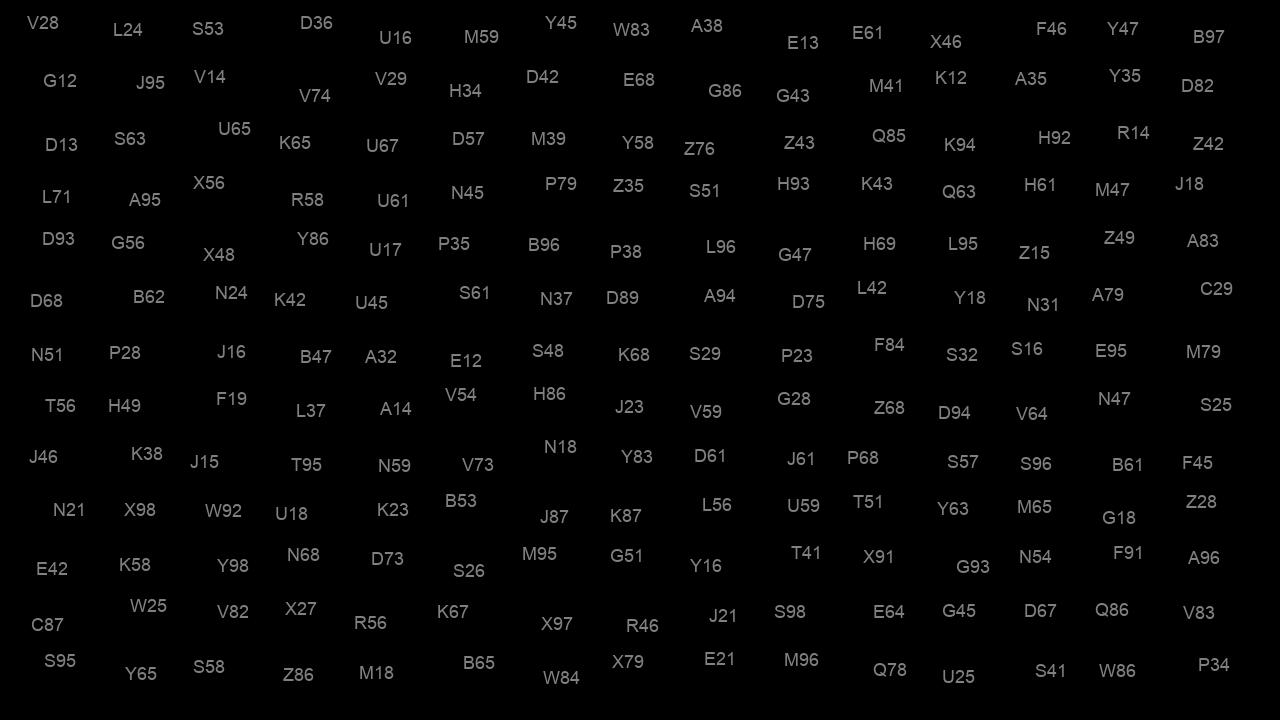 V28 L24 S53 D36 U16 M59 Y45 W83 A38 E13 E61 X46 F46 Y47 B97
G12 J95 V14 V74 V29 H34 D42 E68 G86 G43 M41 K12 A35 Y35 D82
D13 S63 U65 K65 U67 D57 M39 Y58 Z76 Z43 Q85 K94 H92 R14 Z42
L71 A95 X56 R58 U61 N45 P79 Z35 S51 H93 K43 Q63 H61 M47 J18
D93 G56 X48 Y86 U17 P35 B96 P38 L96 G47 H69 L95 Z15 Z49 A83
D68 B62 N24 K42 U45 S61 N37 D89 A94 D75 L42 Y18 N31 A79 C29
N51 P28 J16 B47 A32 E12 S48 K68 S29 P23 F84 S32 S16 E95 M79
T56 H49 F19 L37 A14 V54 H86 J23 V59 G28 Z68 D94 V64 N47 S25
J46 K38 J15 T95 N59 V73 N18 Y83 D61 J61 P68 S57 S96 B61 F45
N21 X98 W92 U18 K23 B53 J87 K87 L56 U59 T51 Y63 M65 G18 Z28
E42 K58 Y98 N68 D73 S26 M95 G51 Y16 T41 X91 G93 N54 F91 A96
C87 W25 V82 X27 R56 K67 X97 R46 J21 S98 E64 G45 D67 Q86 V83
S95 Y65 S58 Z86 M18 B65 W84 X79 E21 M96 Q78 U25 S41 W86 P34